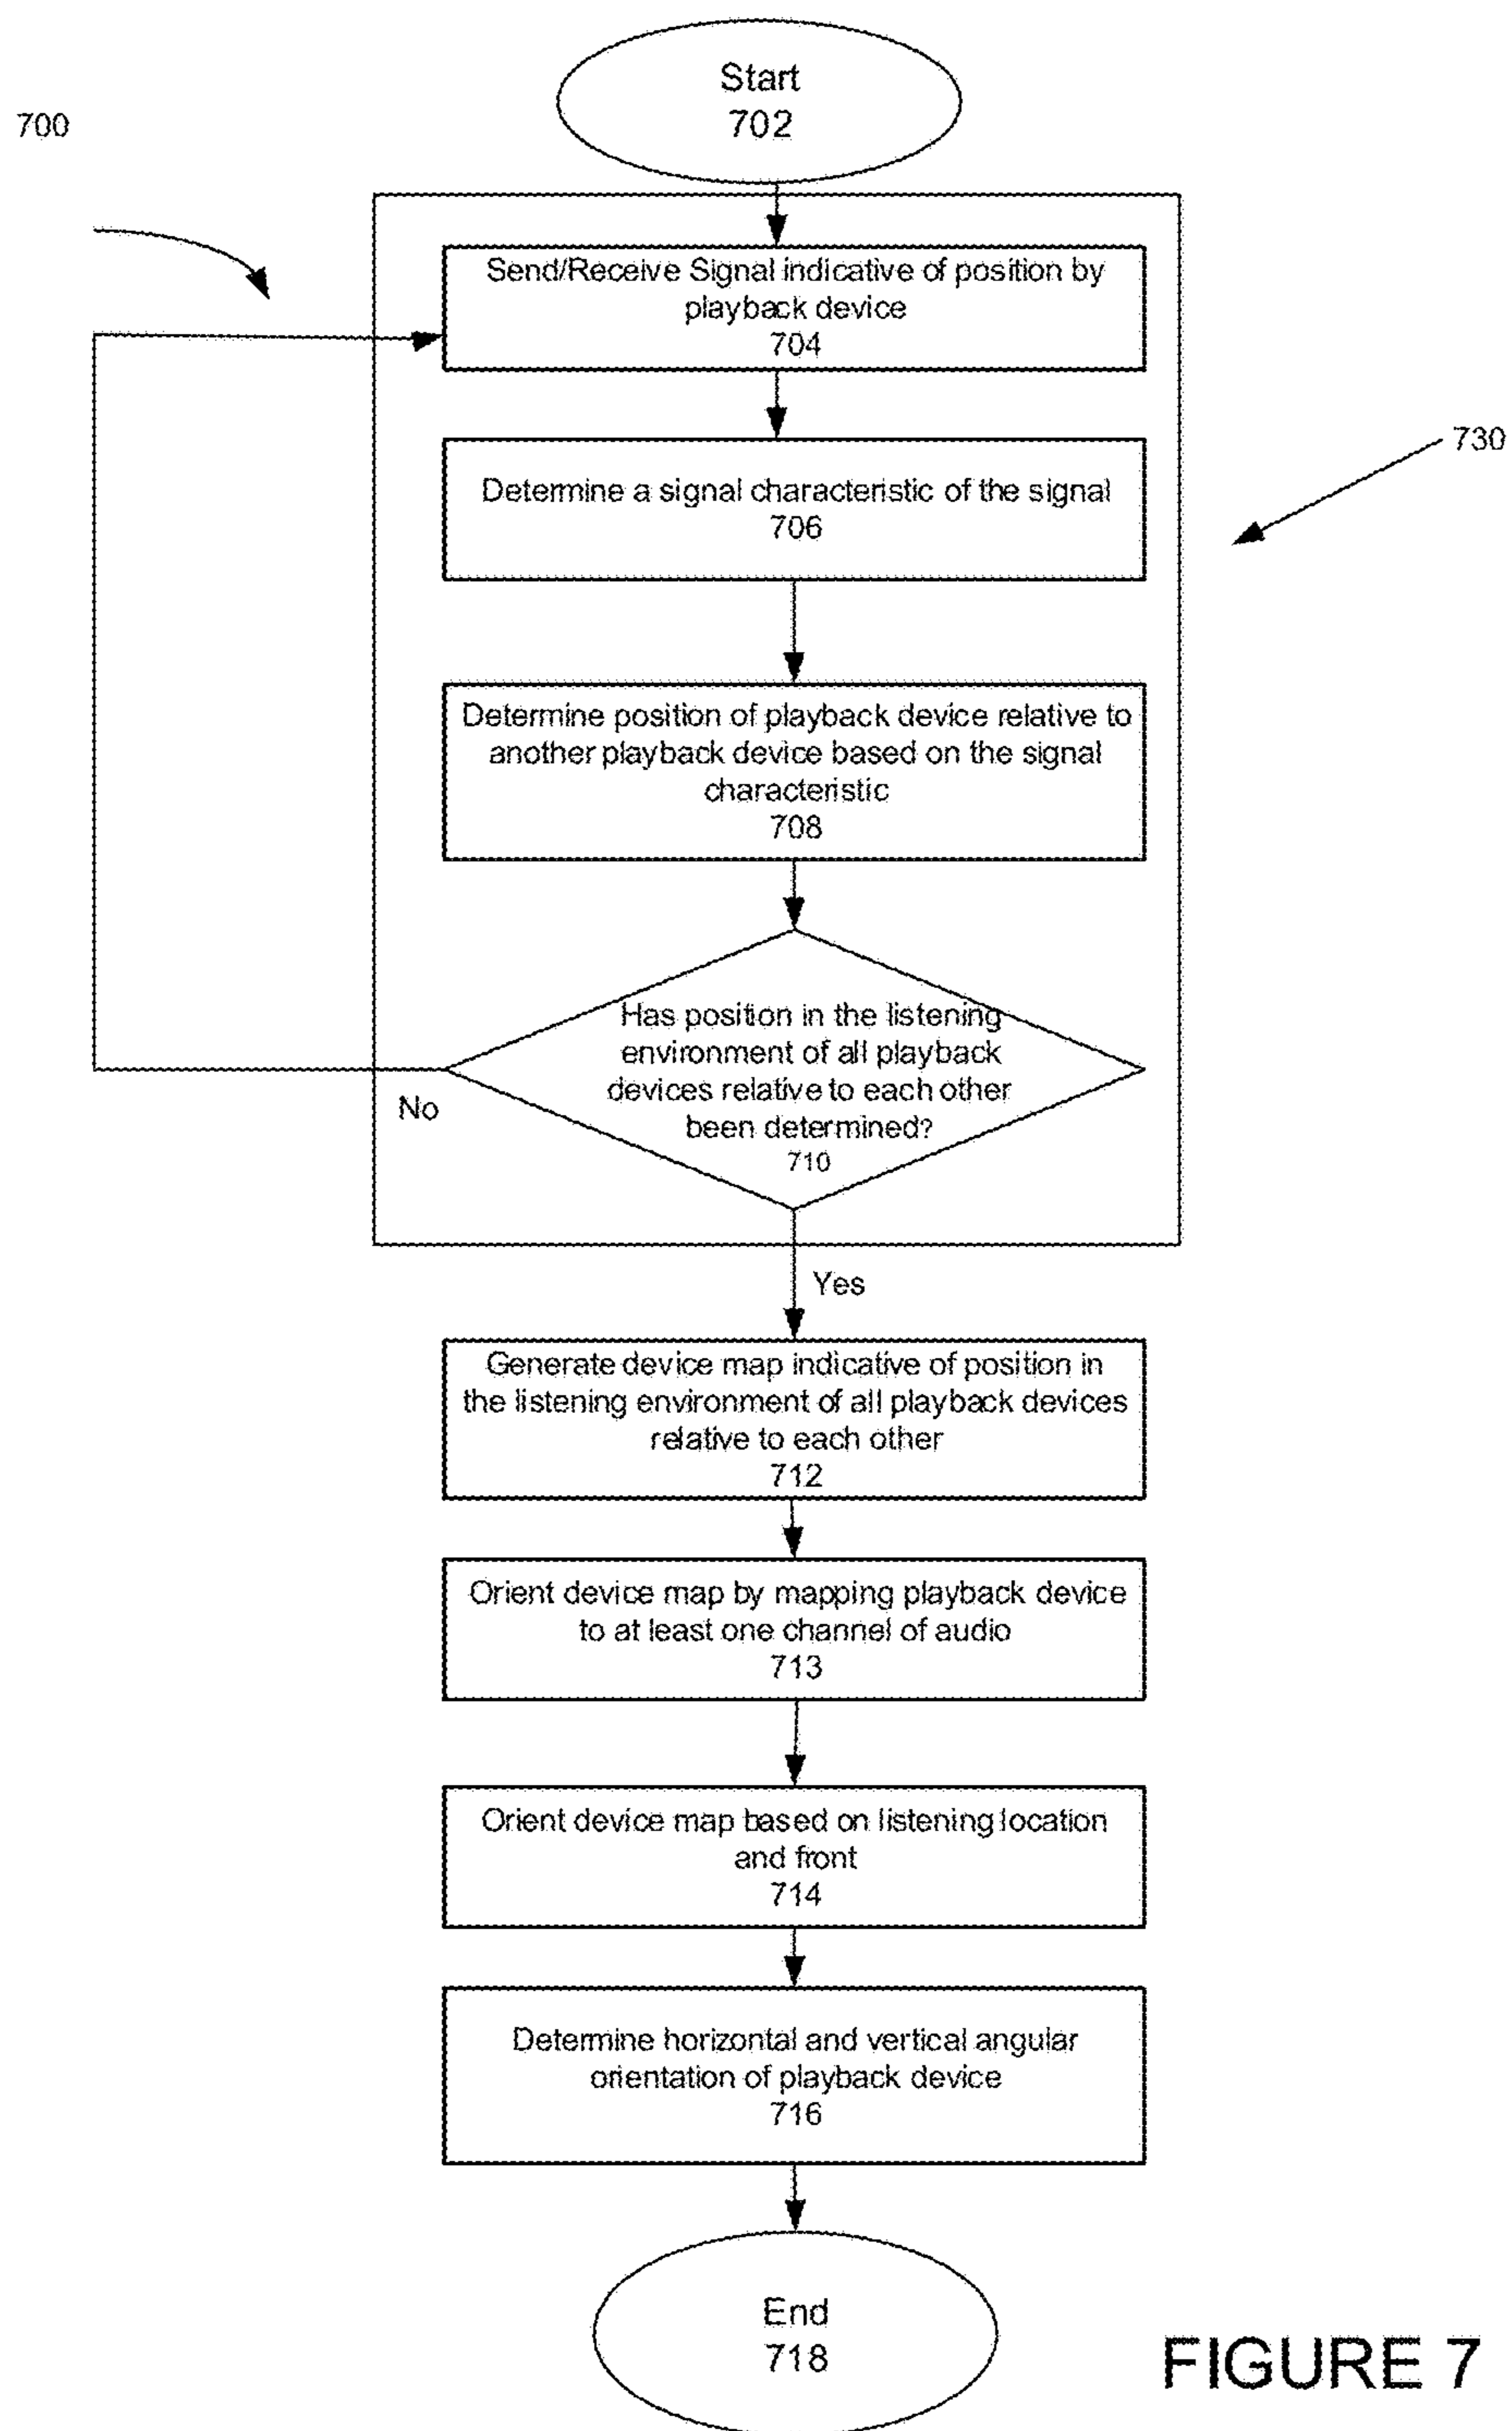 Start
702
700
Send/Receive Signal indicative of position by
playback device
704
730
Determine a signal characteristic of the signal
706
Determine position of playback device relative to
another playback device based on the signal
characteristic
708
Has position in the listening
environment of all playback
devices relative to each other
been determined?
710
No
Yes
Generate device map indicative of position in
the listening environment of all playback devices
relative to each other
712
Orient device map by mapping playback device
to at least one channel of audio
713
Orient device map based on listening location
and front
714
Determine horizontal and vertical angular
orientation of playback device
716
End
718
FIGURE 7